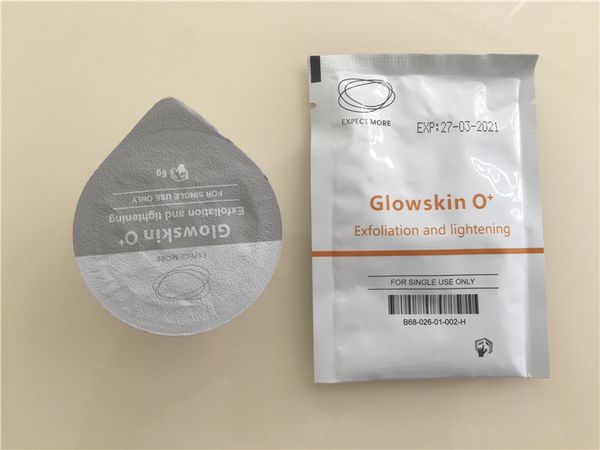 EXPECT MORE
Glowskin O⁺
Exfoliation and tightening
FOR SINGLE USE ONLY
6g
EXPECT MORE
EXP:27-03-2021
Glowskin O⁺
Exfoliation and lightening
FOR SINGLE USE ONLY
B68-026-01-002-H